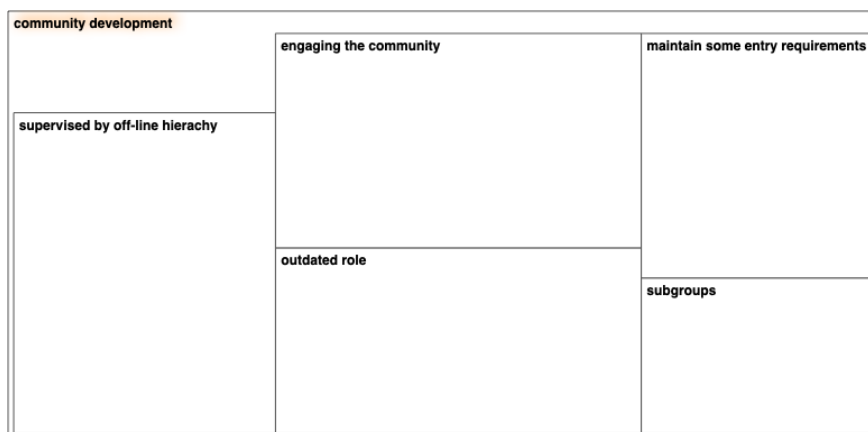 community development
engaging the community
maintain some entry requirements
supervised by off-line hierachy
outdated role
subgroups